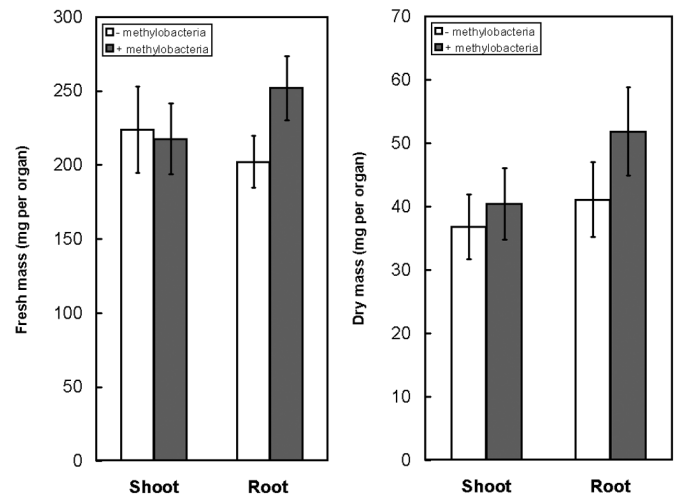 300
250
200
150
100
50
0
Fresh mass (mg per organ)
- methylobacteria
+ methylobacteria
Shoot Root
70
60
50
40
30
20
10
0
Dry mass (mg per organ)
- methylobacteria
+ methylobacteria
Shoot Root